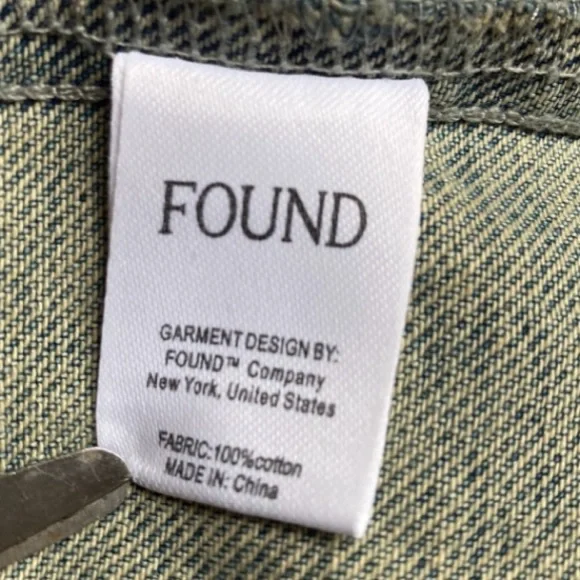 FOUND
GARMENT DESIGN BY:
FOUND™ Company
New York, United States
FABRIC:100%cotton
MADE IN: China